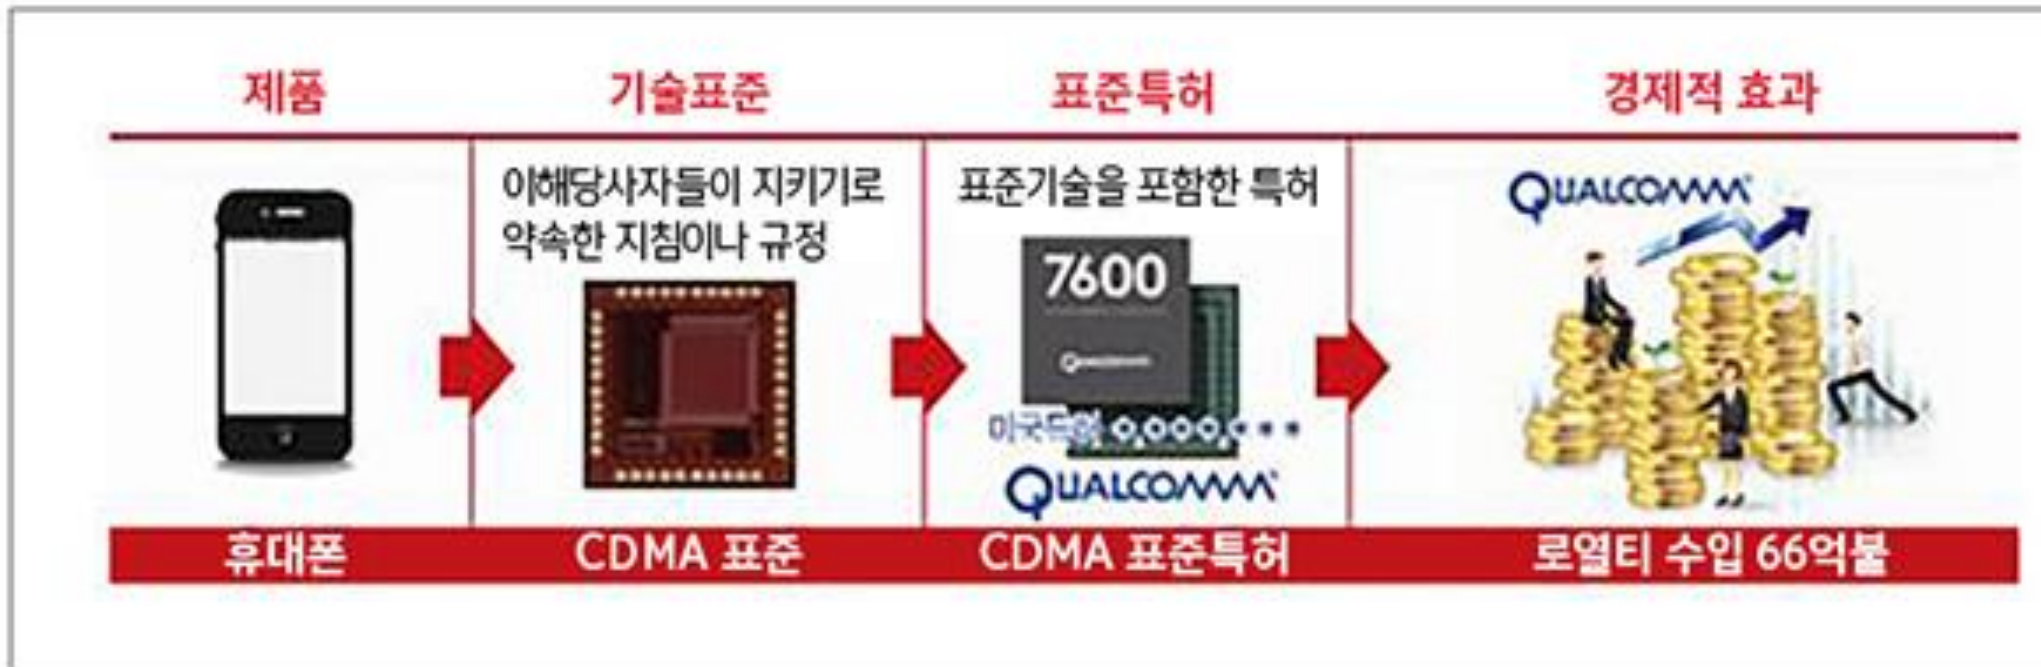 제품
기술표준
표준특허
경제적 효과
이해당사자들이 지키기로
약속한 지침이나 규정
표준기술을 포함한 특허
7600
QUALCOMM
QUALCOMM
휴대폰
CDMA 표준
CDMA 표준특허
로열티 수입 66억불